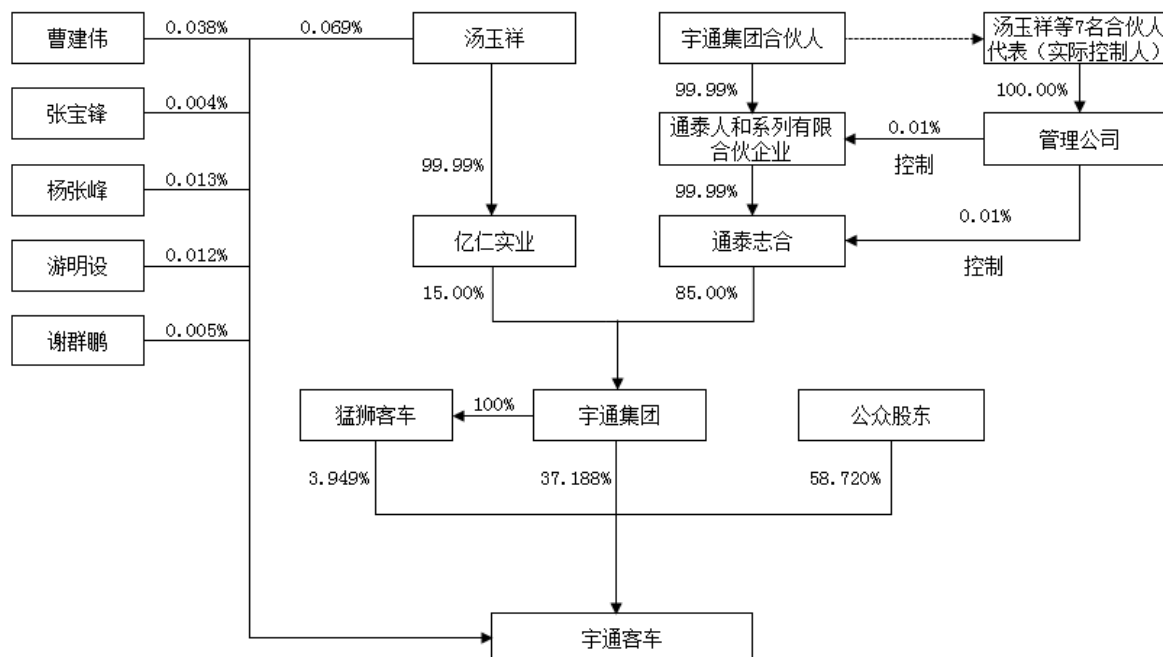 曹建伟
0.038%
0.069%
汤玉祥
宇通集团合伙人
汤玉祥等7名合伙人
代表（实际控制人）
张宝锋
0.004%
99.99%
100.00%
通泰人和系列有限
合伙企业
0.01%
控制
管理公司
杨张峰
0.013%
99.99%
99.99%
游明设
0.012%
亿仁实业
通泰志合
0.01%
控制
15.00%
85.00%
谢群鹏
0.005%
猛狮客车
100%
宇通集团
公众股东
3.949%
37.188%
58.720%
宇通客车